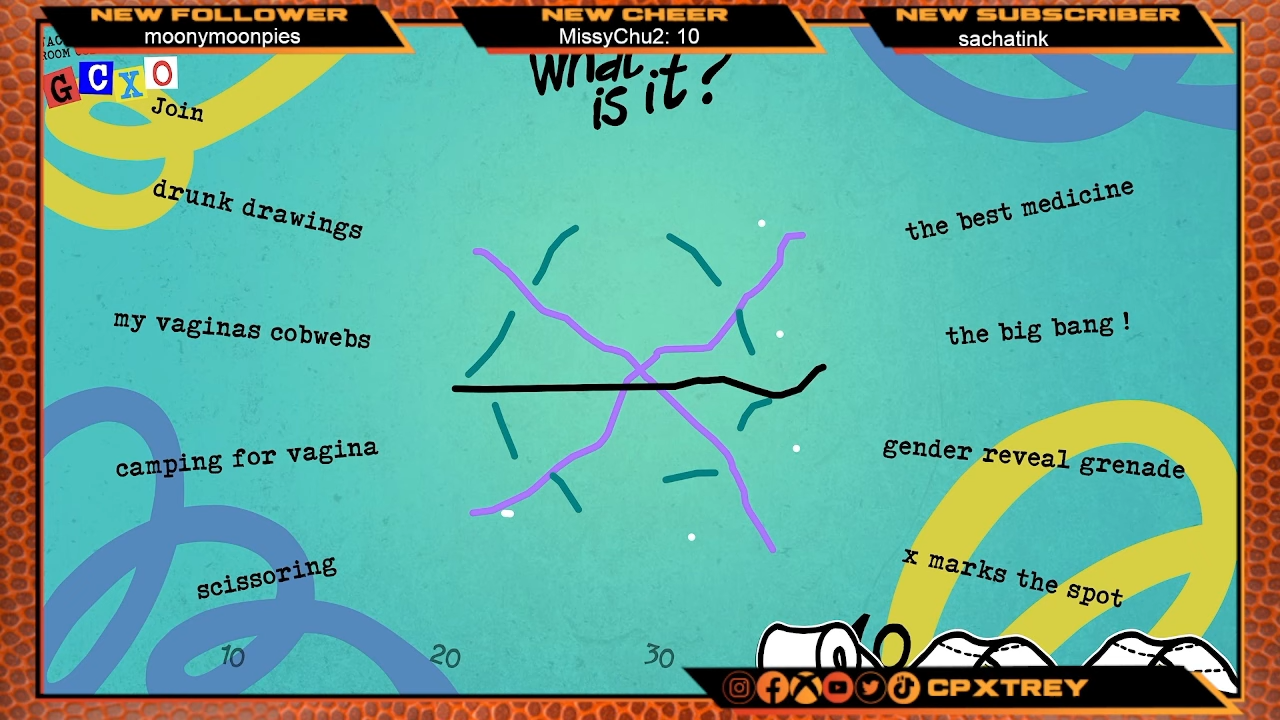 NEW FOLLOWER
moonymoonpies
NEW CHEER
MissyChu2: 10
NEW SUBSCRIBER
sachatink
GCXO
Join
what
is it?
drunk drawings
the best medicine
my vaginas cobwebs
the big bang !
camping for vagina
gender reveal grenade
scissoring
x marks the spot
10
20
30
CPXTREY